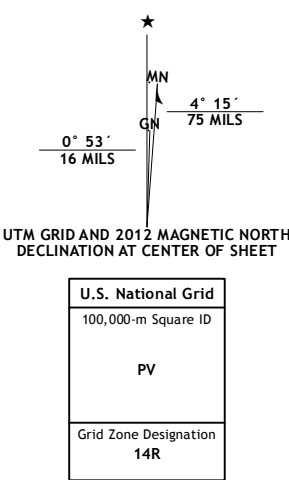 ★
MN
4° 15´
75 MILS
GN
0° 53´
16 MILS
UTM GRID AND 2012 MAGNETIC NORTH
DECLINATION AT CENTER OF SHEET
U.S. National Grid
100,000-m Square ID
PV
Grid Zone Designation
14R